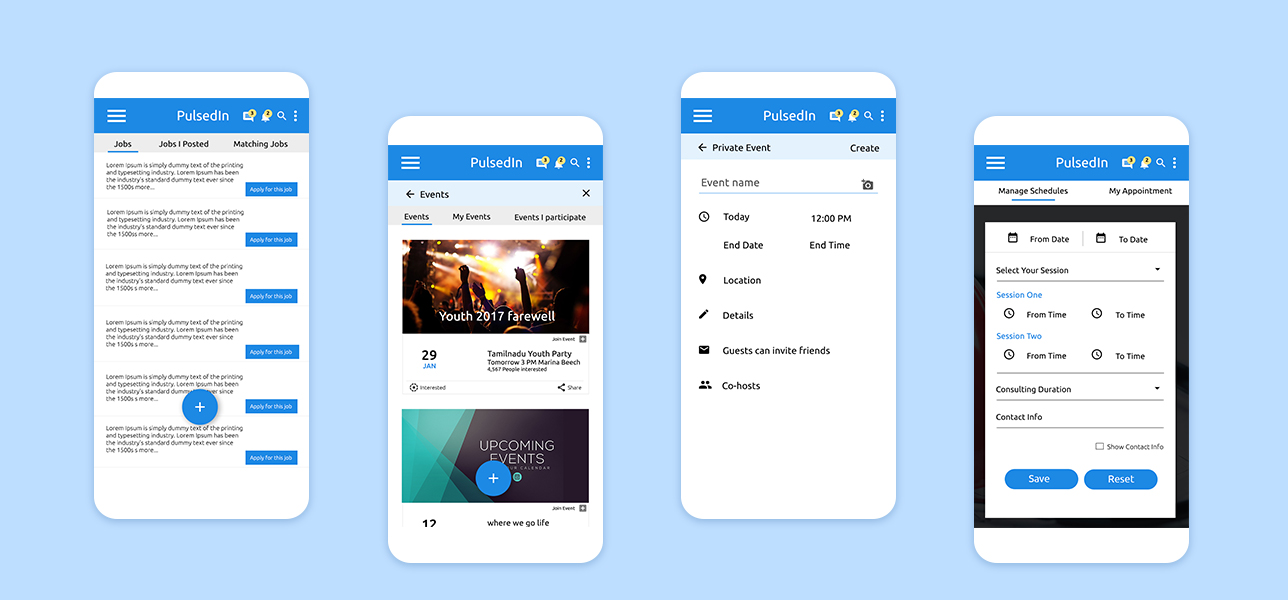 PulsedIn 3 2
Jobs Jobs I Posted Matching Jobs
Lorem Ipsum is simply dummy text of the printing
and typesetting industry. Lorem Ipsum has been
the industry's standard dummy text ever since
the 1500s more...
Apply for this job
Lorem Ipsum is simply dummy text of the printing
and typesetting industry. Lorem Ipsum has been
the industry's standard dummy text ever since
the 1500ss more...
Apply for this job
Lorem Ipsum is simply dummy text of the printing
and typesetting industry. Lorem Ipsum has been
the industry's standard dummy text ever since
the 1500s s more...
Apply for this job
Lorem Ipsum is simply dummy text of the printing
and typesetting industry. Lorem Ipsum has been
the industry's standard dummy text ever since
the 1500s s more...
Apply for this job
Lorem Ipsum is simply dummy text of the printing
and typesetting industry. Lorem Ipsum has been
the industry's standard dummy text ever since
the 1500s s more...
Apply for this job
Lorem Ipsum is simply dummy text of the printing
and typesetting industry. Lorem Ipsum has been
the industry's standard dummy text ever since
the 1500s s more...
Apply for this job
PulsedIn 3 2
Events
Events My Events Events I participate
Youth 2017 farewell
Join Event
29
JAN
Tamilnadu Youth Party
Tomorrow 3 PM Marina Beech
4,567 People interested
Interested Share
UPCOMING
EVENTS
UR CALENDAR
Join Event
12 where we go life
PulsedIn 3 2
Private Event Create
Event name
Today 12:00 PM
End Date End Time
Location
Details
Guests can invite friends
Co-hosts
PulsedIn 3 2
Manage Schedules My Appointment
From Date To Date
Select Your Session
Session One
From Time To Time
Session Two
From Time To Time
Consulting Duration
Contact Info
Show Contact Info
Save Reset